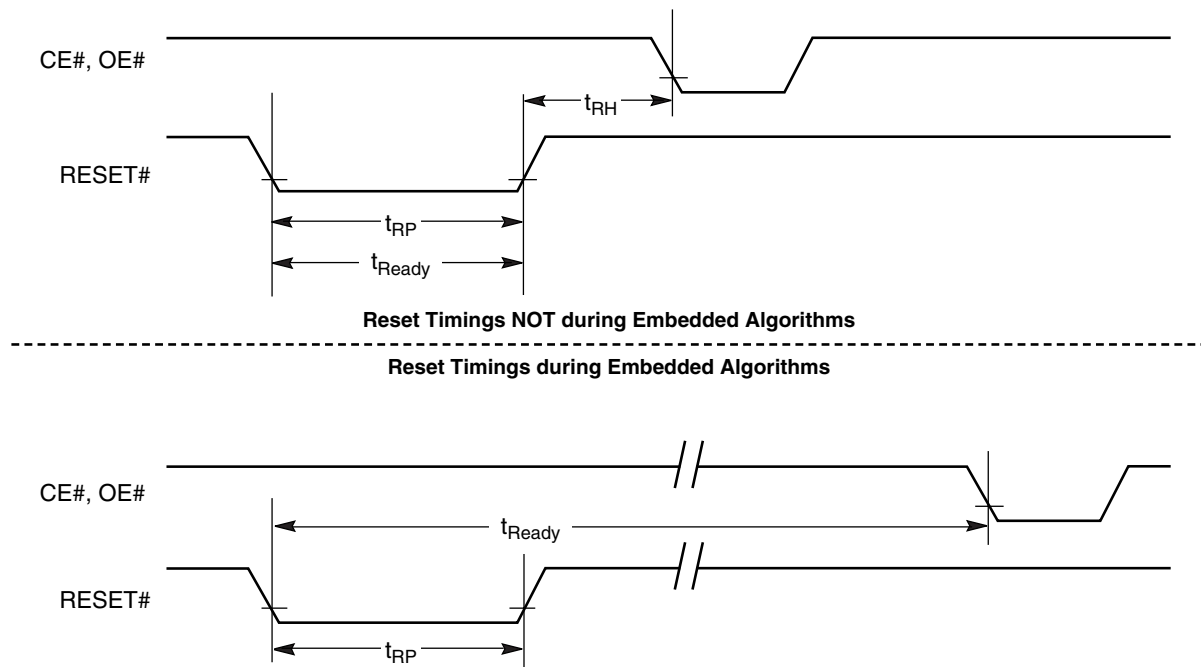 CE#, OE#
tRH
RESET#
tRP
tReady
Reset Timings NOT during Embedded Algorithms
Reset Timings during Embedded Algorithms
CE#, OE#
tReady
RESET#
tRP